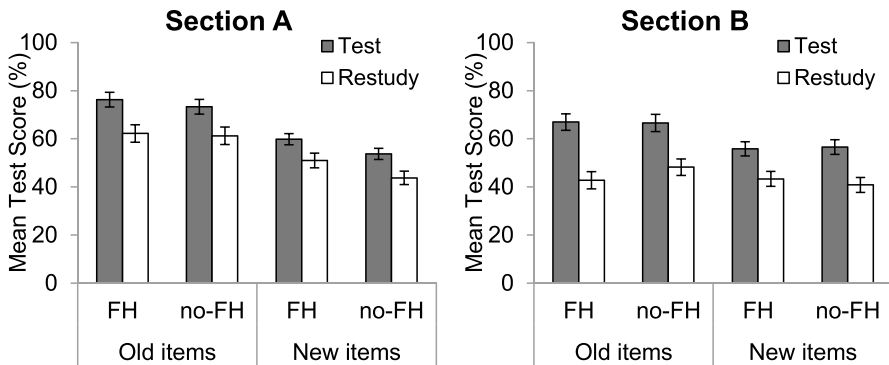 Section A
Mean Test Score (%)
100
80
60
40
20
0
Test
Restudy
FH no-FH FH no-FH
Old items New items
Section B
Mean Test Score (%)
100
80
60
40
20
0
Test
Restudy
FH no-FH FH no-FH
Old items New items